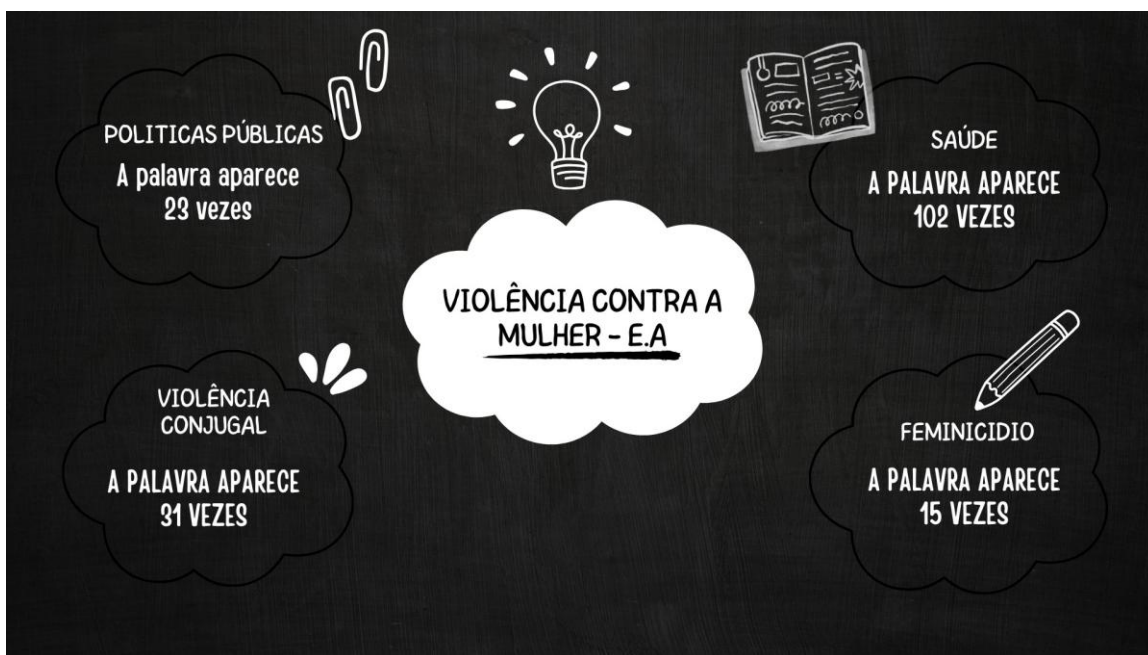 POLITICAS PÚBLICAS
A palavra aparece
23 vezes
SAÚDE
A PALAVRA APARECE
102 VEZES
VIOLÊNCIA CONTRA A
MULHER – E.A
VIOLÊNCIA
CONJUGAL
A PALAVRA APARECE
31 VEZES
FEMINICIDIO
A PALAVRA APARECE
15 VEZES